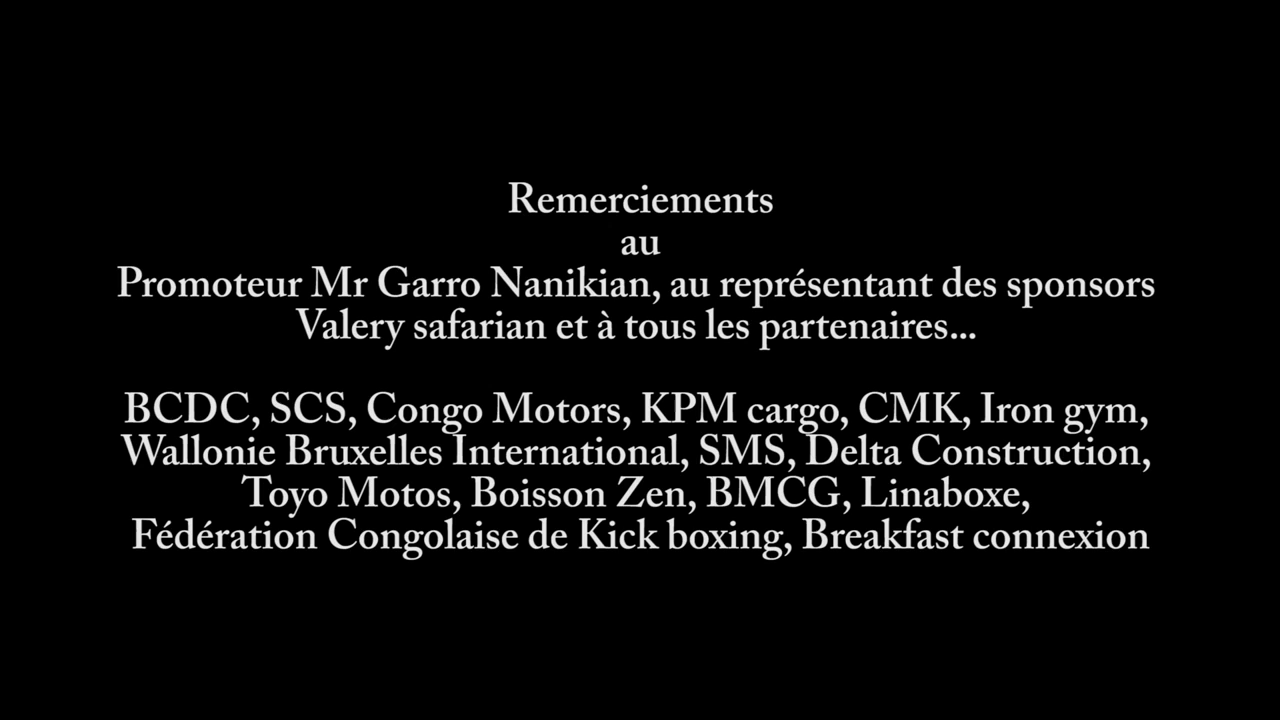 Remerciements
au
Promoteur Mr Garro Nanikian, au représentant des sponsors
Valery safarian et à tous les partenaires...
BCDC, SCS, Congo Motors, KPM cargo, CMK, Iron gym,
Wallonie Bruxelles International, SMS, Delta Construction,
Toyo Motos, Boisson Zen, BMCG, Linaboxe,
Fédération Congolaise de Kick boxing, Breakfast connexion